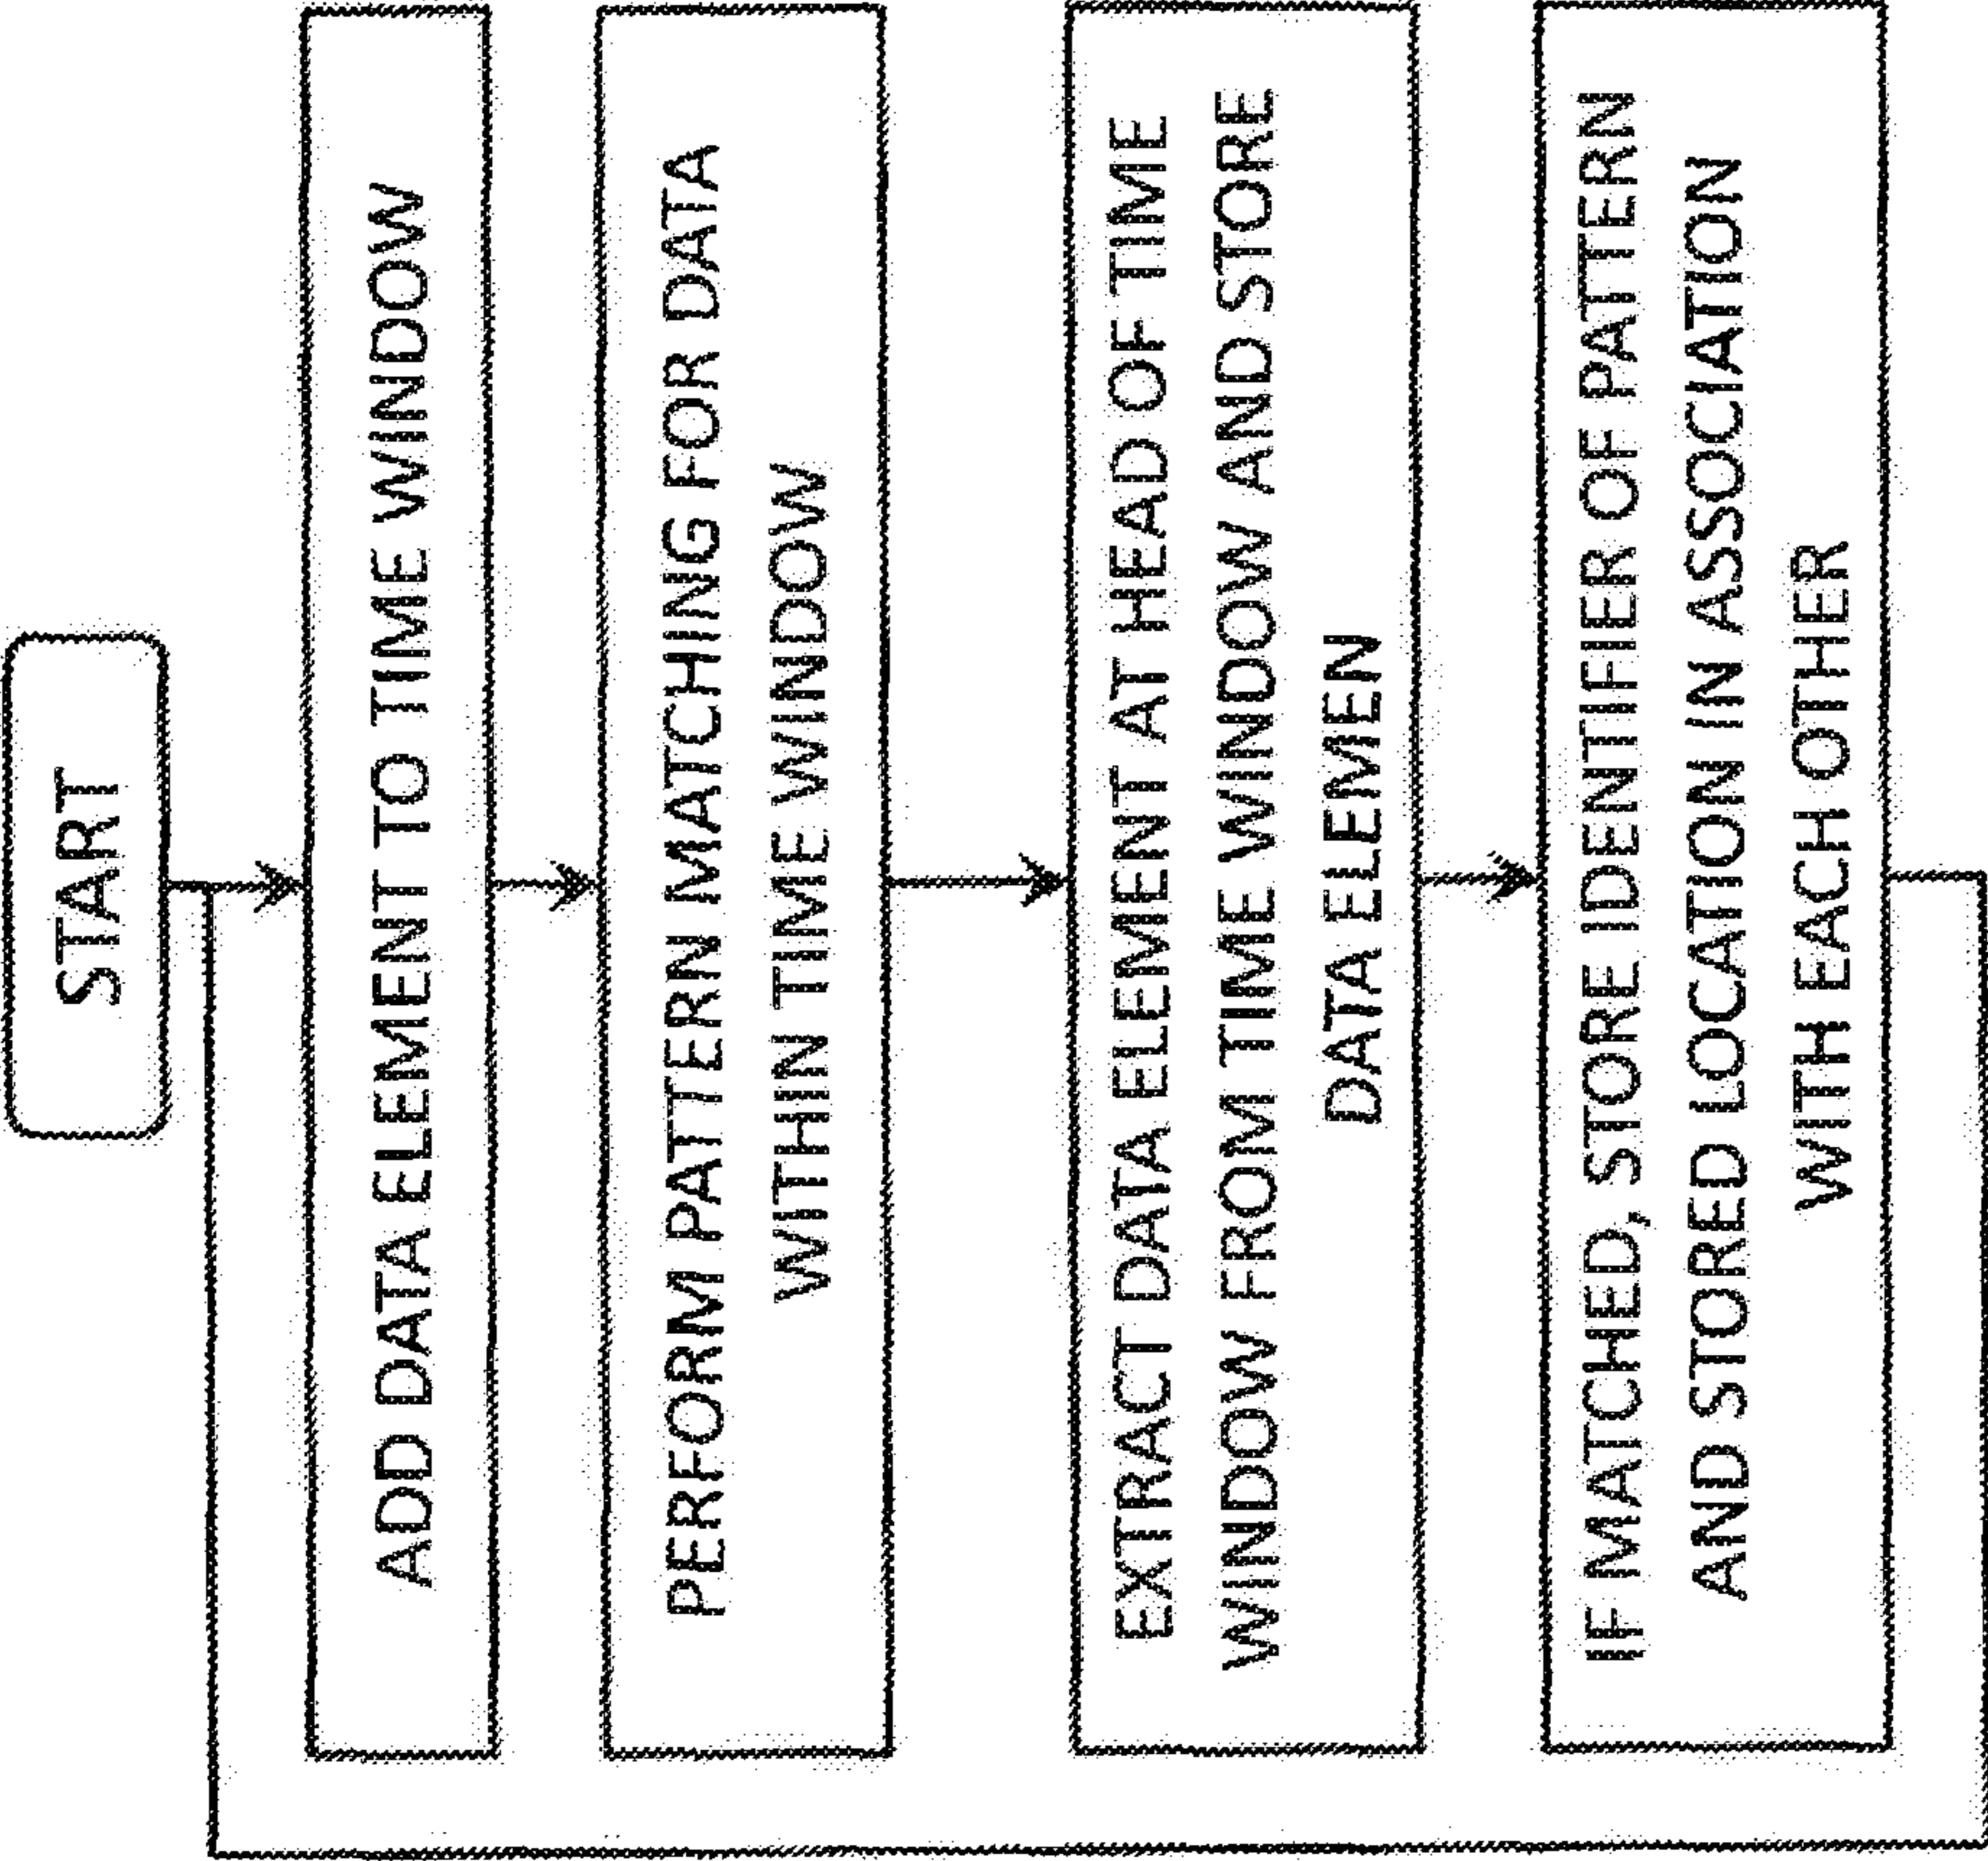 START
ADD DATA ELEMENT TO TIME WINDOW
PERFORM PATTERN MATCHING FOR DATA
WITHIN TIME WINDOW
EXTRACT DATA ELEMENT AT HEAD OF TIME
WINDOW FROM TIME WINDOW AND STORE
DATA ELEMEN
IF MATCHED, STORE IDENTIFIER OF PATTERN
AND STORED LOCATION IN ASSOCIATION
WITH EACH OTHER